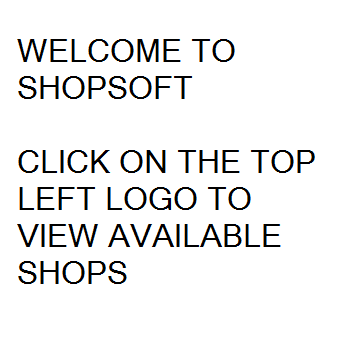 WELCOME TO
SHOPSOFT
CLICK ON THE TOP
LEFT LOGO TO
VIEW AVAILABLE
SHOPS